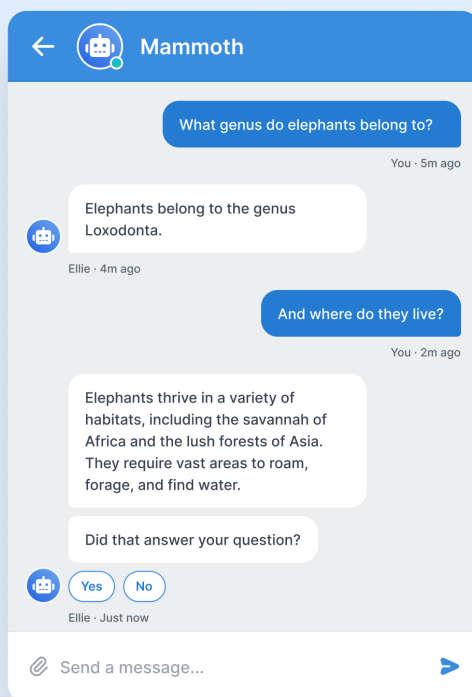 Mammoth
What genus do elephants belong to?
You · 5m ago
Elephants belong to the genus
Loxodonta.
Ellie · 4m ago
And where do they live?
You · 2m ago
Elephants thrive in a variety of
habitats, including the savannah of
Africa and the lush forests of Asia.
They require vast areas to roam,
forage, and find water.
Did that answer your question?
Yes No
Ellie · Just now
Send a message...